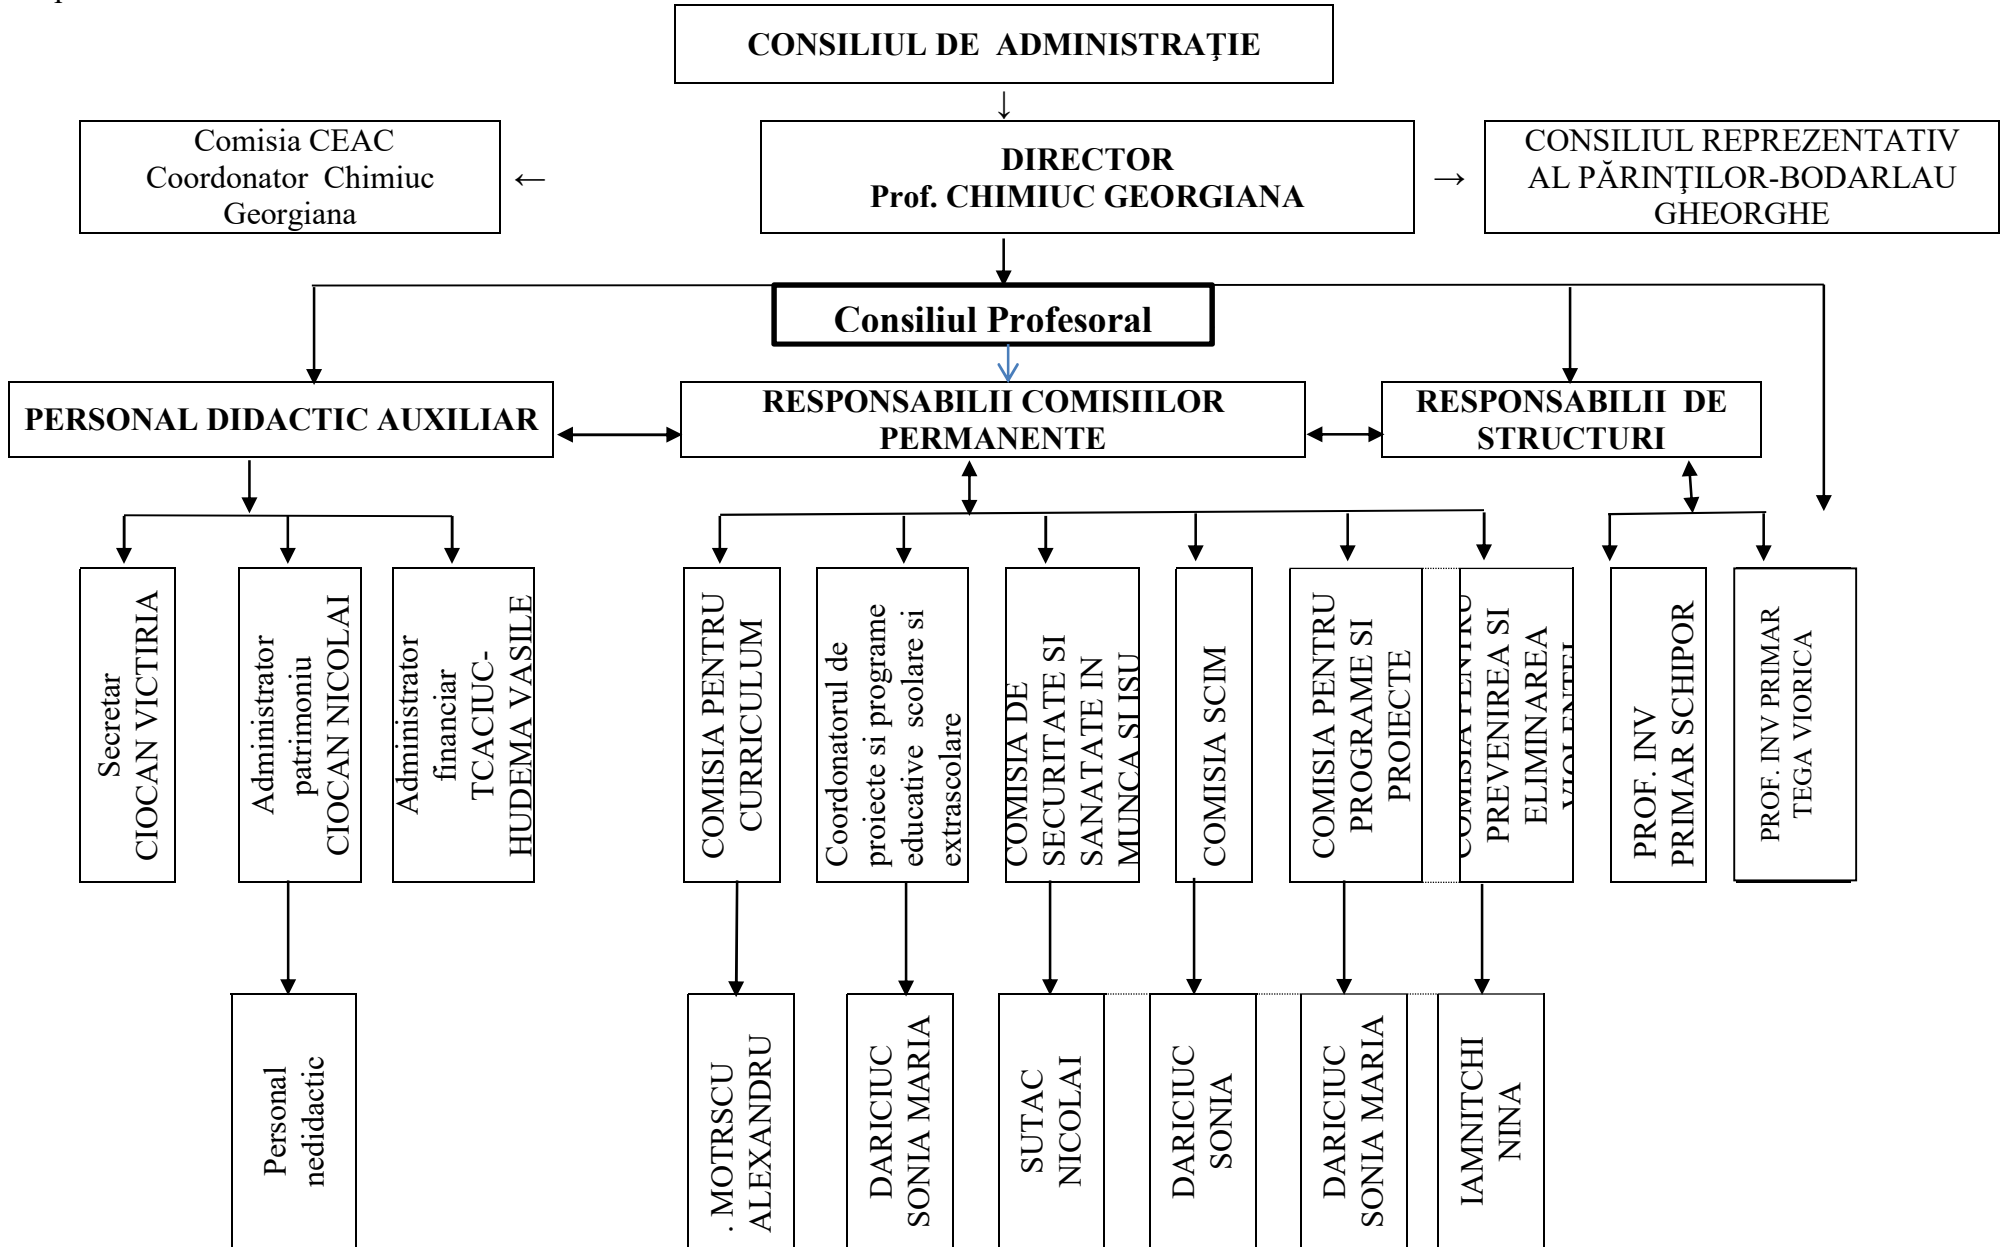 CONSILIUL DE ADMINISTRAŢIE
↓
Comisia CEAC
Coordonator Chimiuc
Georgiana
←
DIRECTOR
Prof. CHIMIUC GEORGIANA
→
CONSILIUL REPREZENTATIV
AL PĂRINŢILOR-BODARLAU
GHEORGHE
Consiliul Profesoral
PERSONAL DIDACTIC AUXILIAR
RESPONSABILII COMISIILOR
PERMANENTE
RESPONSABILII DE
STRUCTURI
Secretar
CIOCAN VICTIRIA
Administrator
patrimoniu
CIOCAN NICOLAI
Administrator
financiar
TCACIUC-
HUDEMA VASILE
COMISIA PENTRU
CURRICULUM
Coordonatorul de
proiecte si programe
educative scolare si
extrascolare
COMISIA DE
SECURITATE SI
SANATATE IN
MUNCA SI ISU
COMISIA SCIM
COMISIA PENTRU
PROGRAME SI
PROIECTE
COMISIA PENTRU
PREVENIREA SI
ELIMINAREA
VIOLENTEI
PROF. INV
PRIMAR SCHIPOR
PROF. INV PRIMAR
TEGA VIORICA
Personal
nedidactic
. MOTRSCU
ALEXANDRU
DARICIUC
SONIA MARIA
SUTAC
NICOLAI
DARICIUC
SONIA
DARICIUC
SONIA MARIA
IAMNITCHI
NINA